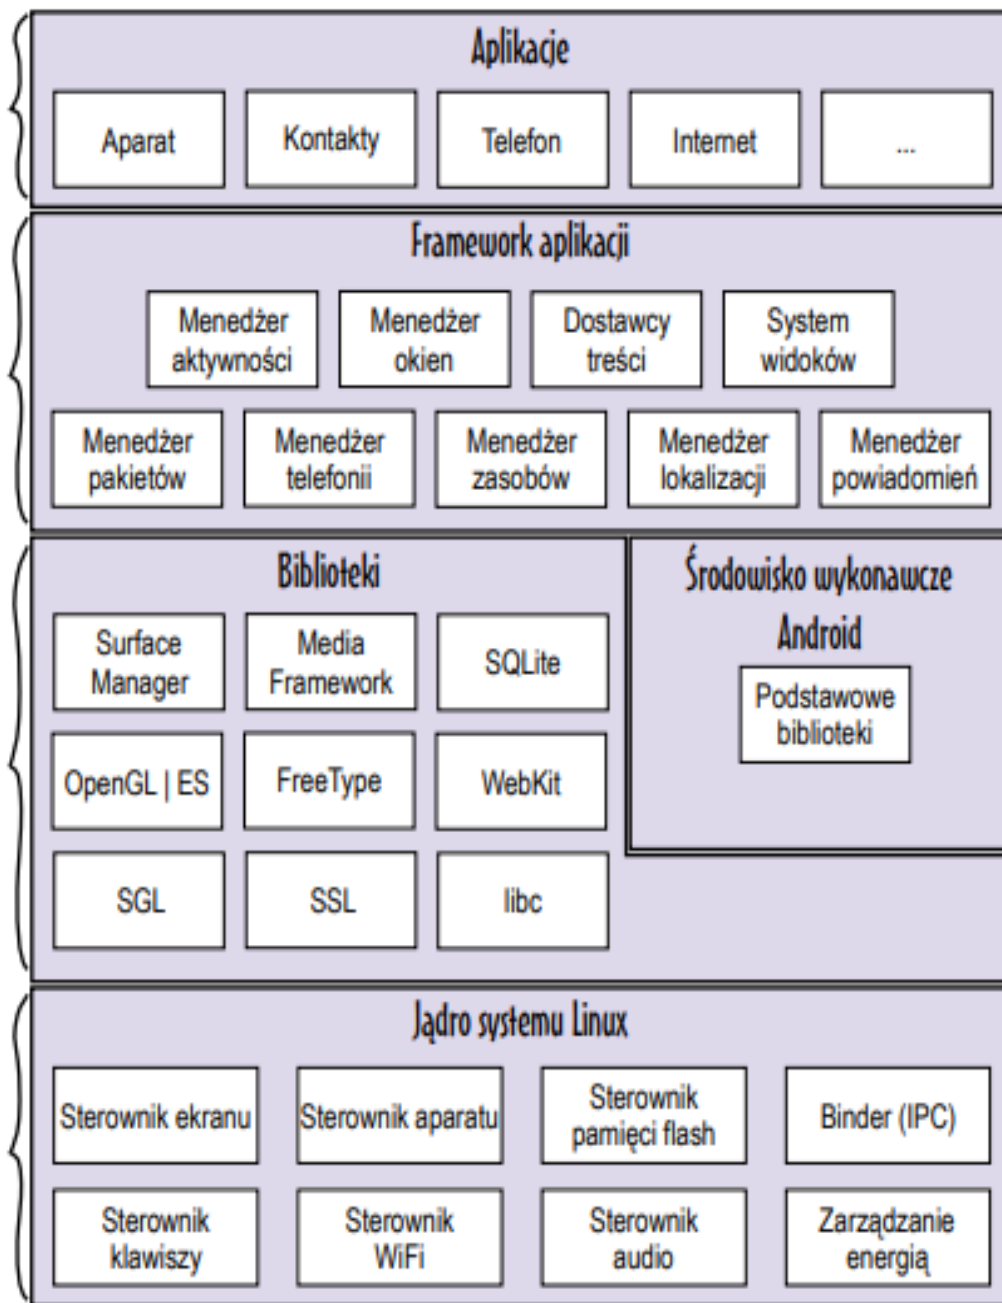 Aplikacje
Aparat
Kontakty
Telefon
Internet
...
Framework aplikacji
Menedżer
aktywności
Menedżer
okien
Dostawcy
treści
System
widoków
Menedżer
pakietów
Menedżer
telefonii
Menedżer
zasobów
Menedżer
lokalizacji
Menedżer
powiadomień
Biblioteki
Surface
Manager
Media
Framework
SQLite
OpenGL | ES
FreeType
WebKit
SGL
SSL
libc
Środowisko wykonawcze
Android
Podstawowe
biblioteki
Jądro systemu Linux
Sterownik ekranu
Sterownik aparatu
Sterownik
pamięci flash
Binder (IPC)
Sterownik
klawiszy
Sterownik
WiFi
Sterownik
audio
Zarządzanie
energią